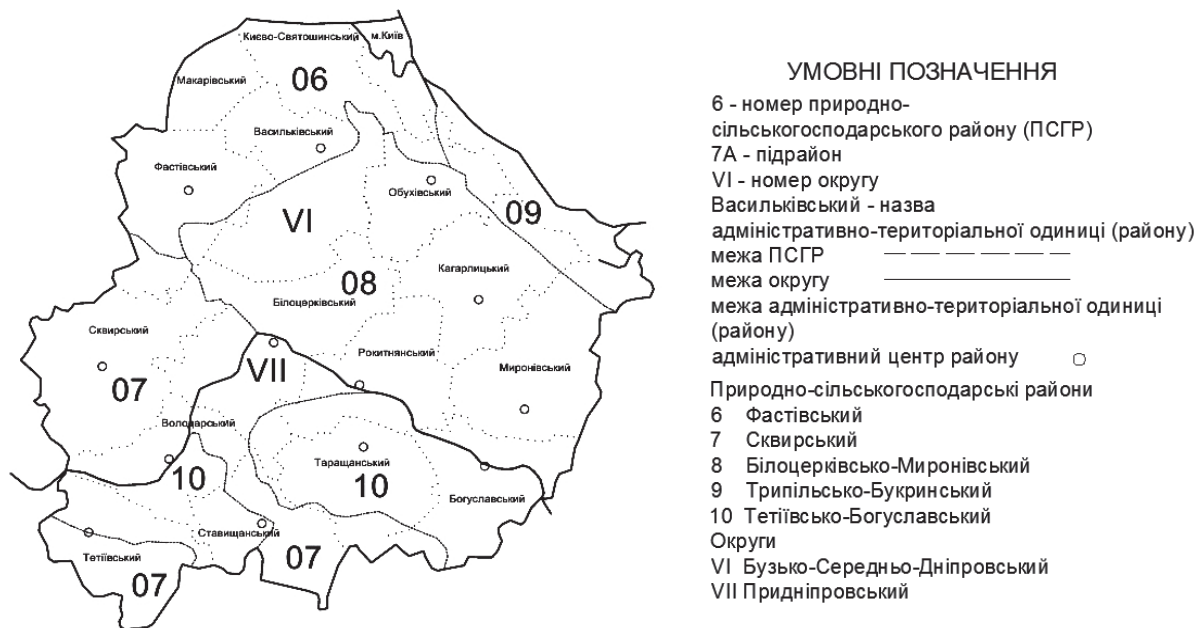 Києво-Святошинський
м.Київ
Макарівський
06
Васильківський
Фастівський
Обухівський
09
VI
Кагарлицький
08
Білоцерківський
Сквирський
Рокитнянський
VII
Миронівський
07
Володарський
10
Таращанський
10
Богуславський
Ставищанський
Тетіївський
07
07
УМОВНІ ПОЗНАЧЕННЯ
6 - номер природно-
сільськогосподарського району (ПСГР)
7А - підрайон
VI - номер округу
Васильківський - назва
адміністративно-територіальної одиниці (району)
межа ПСГР
межа округу
межа адміністративно-територіальної одиниці
(району)
адміністративний центр району
Природно-сільськогосподарські райони
6 Фастівський
7 Сквирський
8 Білоцерківсько-Миронівський
9 Трипільсько-Букринський
10 Тетіївсько-Богуславський
Округи
VI Бузько-Середньо-Дніпровський
VII Придніпровський